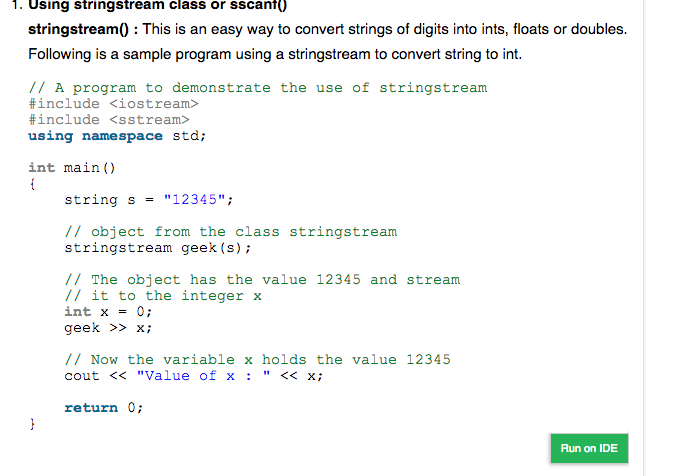 1. Using stringstream class or sscanf()
stringstream() : This is an easy way to convert strings of digits into ints, floats or doubles.
Following is a sample program using a stringstream to convert string to int.
// A program to demonstrate the use of stringstream
#include <iostream>
#include <sstream>
using namespace std;
int main()
{
    string s = "12345";
    // object from the class stringstream
    stringstream geek(s);
    // The object has the value 12345 and stream
    // it to the integer x
    int x = 0;
    geek >> x;
    // Now the variable x holds the value 12345
    cout << "Value of x : " << x;
    return 0;
}
Run on IDE